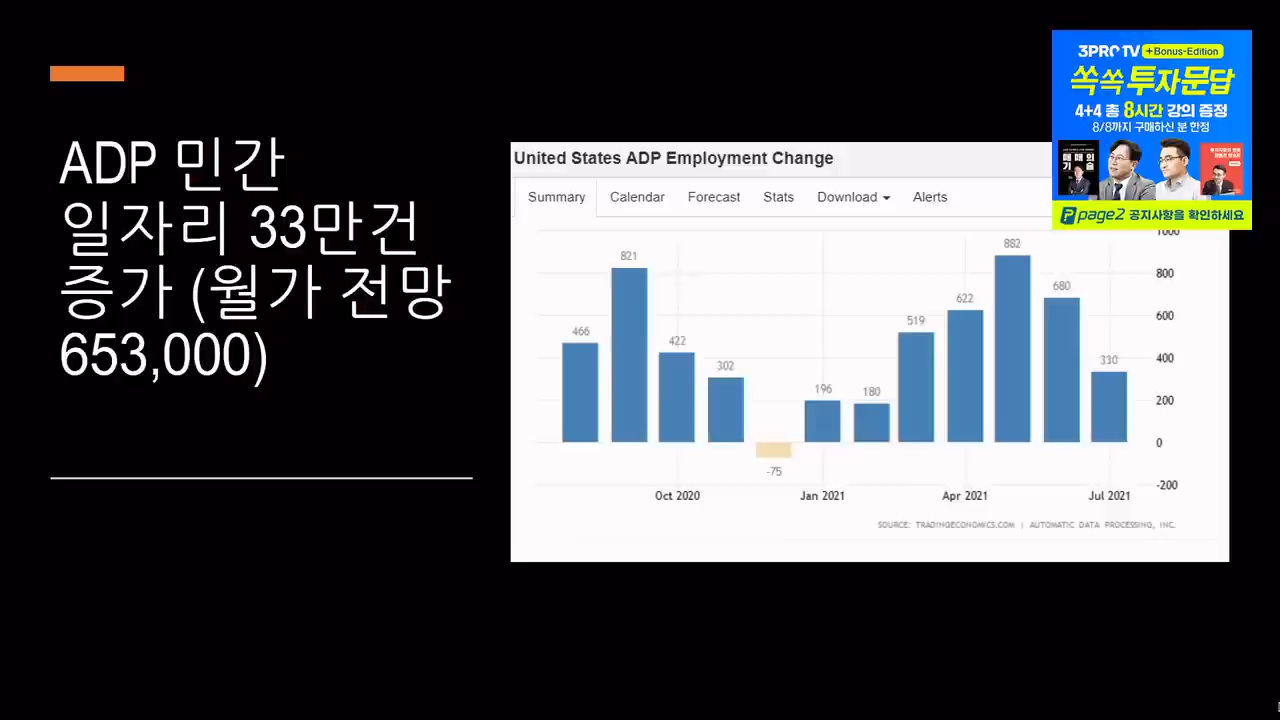 ADP 민간
일자리 33만건
증가 (월가 전망
653,000)
3PRO TV +Bonus-Edition
쏙쏙 투자문답
4+4 총 8시간 강의 증정
8/8까지 구매하신 분 한정
매매의
기술
page2 공지사항을 확인하세요
United States ADP Employment Change
Summary Calendar Forecast Stats Download Alerts
1000
800
600
400
200
0
-200
466
821
422
302
-75
196
180
519
622
882
680
330
Oct 2020 Jan 2021 Apr 2021 Jul 2021
SOURCE: TRADINGECONOMICS.COM | AUTOMATIC DATA PROCESSING, INC.